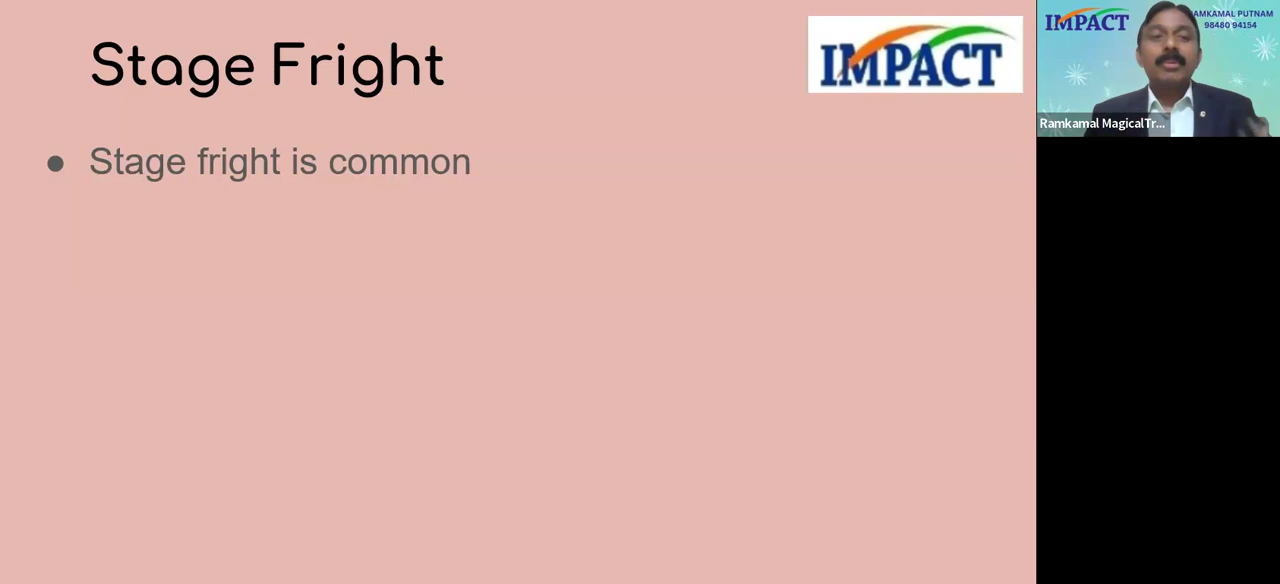 Stage Fright
IMPACT
● Stage fright is common
IMPACT
AMKAMAL PUTNAM
98480 94154
Ramkamal MagicalTr...